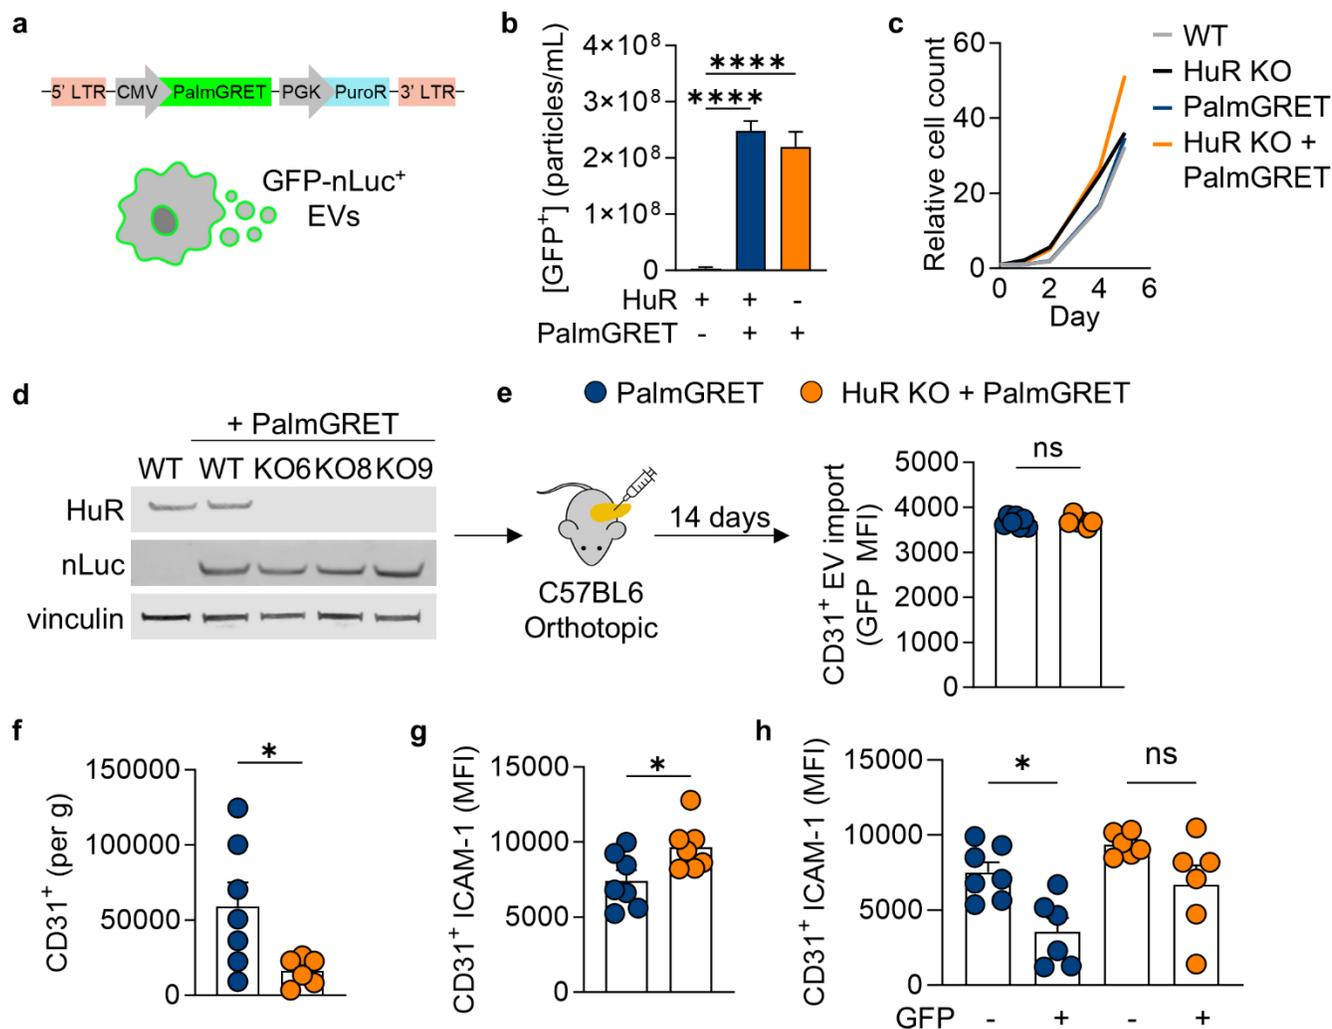 a
5' LTR CMV PalmGRET PGK PuroR 3' LTR
GFP-nLuc⁺
EVs
b
[GFP⁺] (particles/mL)
4×10⁸
3×10⁸
2×10⁸
1×10⁸
0
****
****
HuR + + -
PalmGRET - + +
c
Relative cell count
60
40
20
0
0 2 4 6
Day
WT
HuR KO
PalmGRET
HuR KO +
PalmGRET
d
+ PalmGRET
WT WT KO6 KO8 KO9
HuR
nLuc
vinculin
e
PalmGRET HuR KO + PalmGRET
C57BL6
Orthotopic
14 days
CD31⁺ EV import
(GFP MFI)
5000
4000
3000
2000
1000
0
ns
f
CD31⁺ (per g)
150000
100000
50000
0
*
g
CD31⁺ ICAM-1 (MFI)
15000
10000
5000
0
*
h
CD31⁺ ICAM-1 (MFI)
15000
10000
5000
0
* ns
GFP - + - +